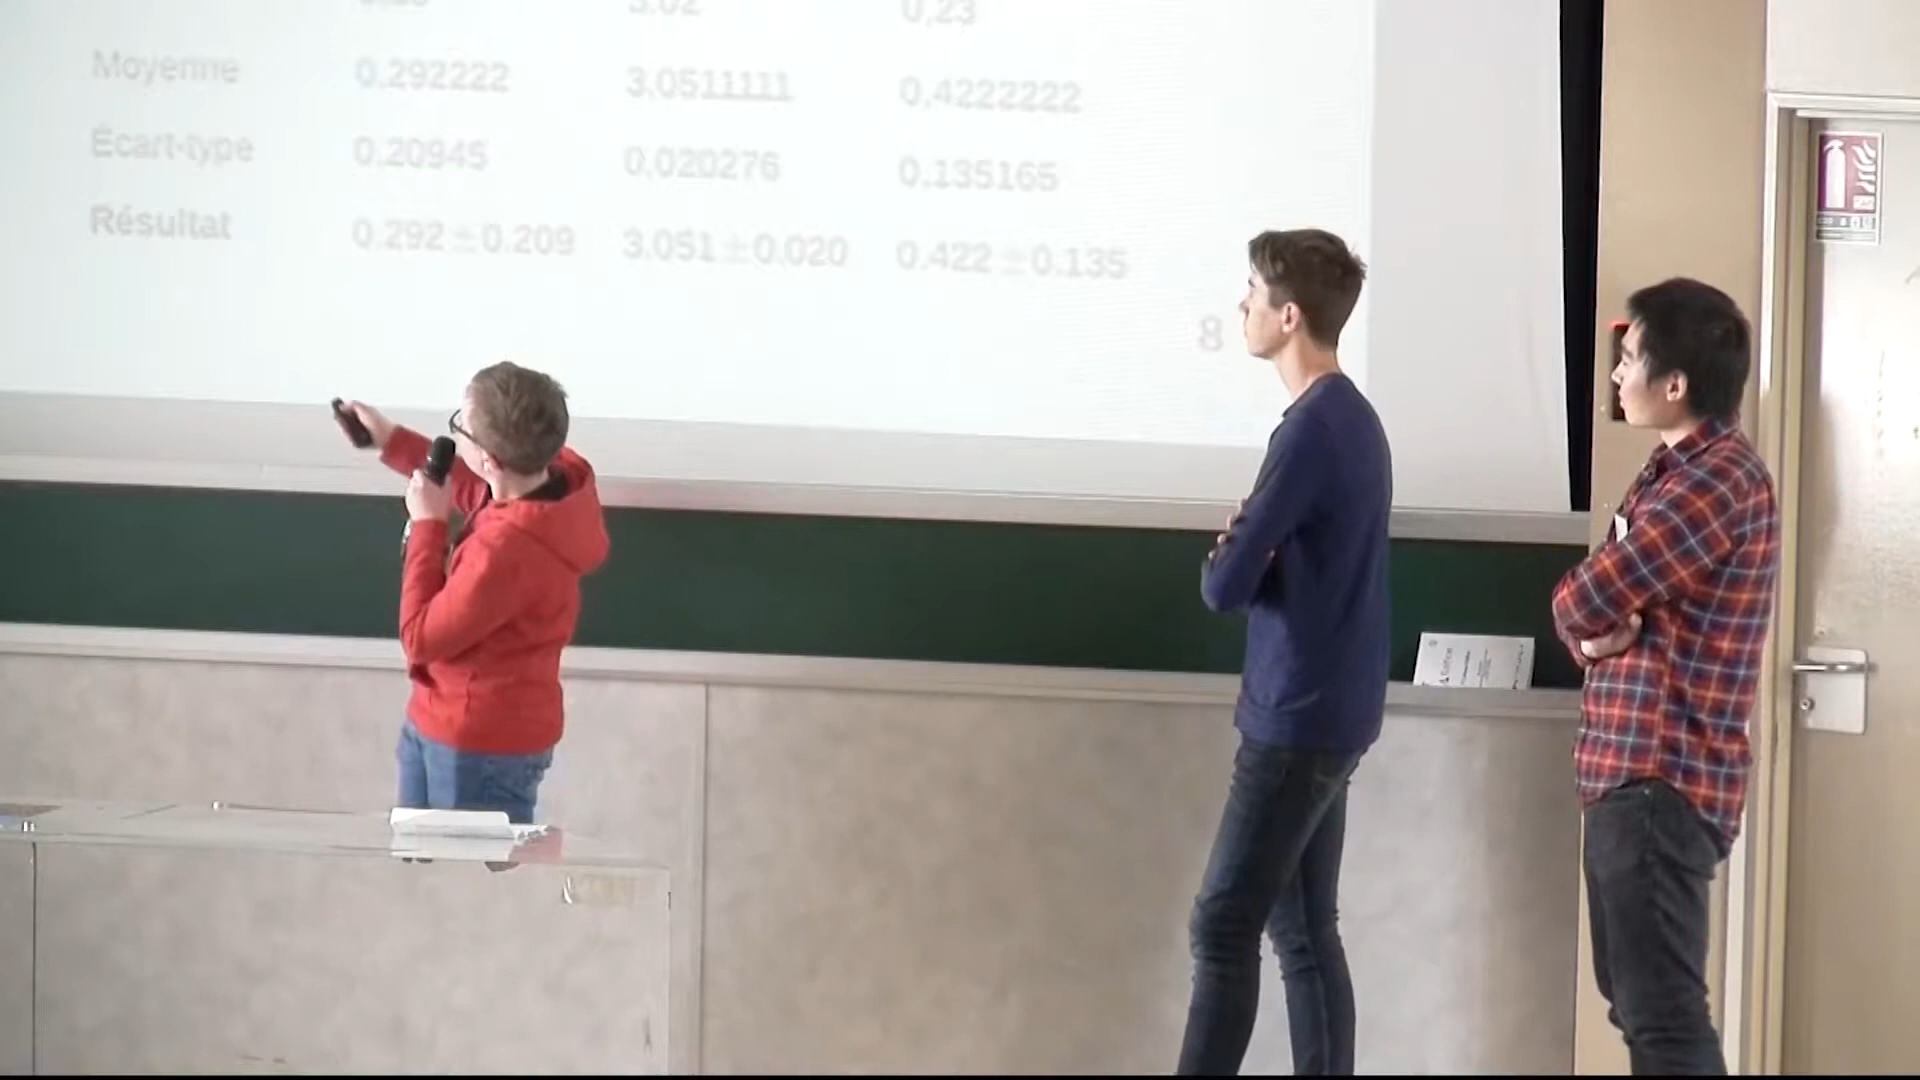 3.02 0,23
Moyenne 0.292222 3.0511111 0.4222222
Écart-type 0.20945 0.020276 0.135165
Résultat 0.292±0.209 3.051±0.020 0.422±0.135
8